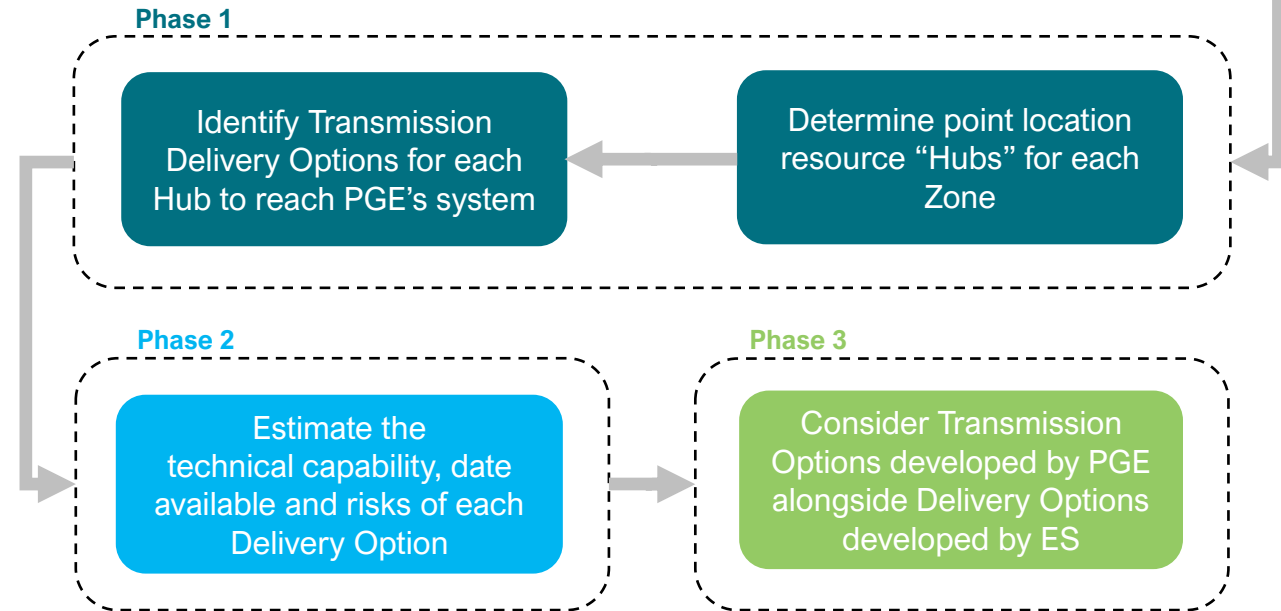 Phase 1
Identify Transmission
Delivery Options for each
Hub to reach PGE’s system
Determine point location
resource “Hubs” for each
Zone
Phase 2
Estimate the
technical capability, date
available and risks of each
Delivery Option
Phase 3
Consider Transmission
Options developed by PGE
alongside Delivery Options
developed by ES